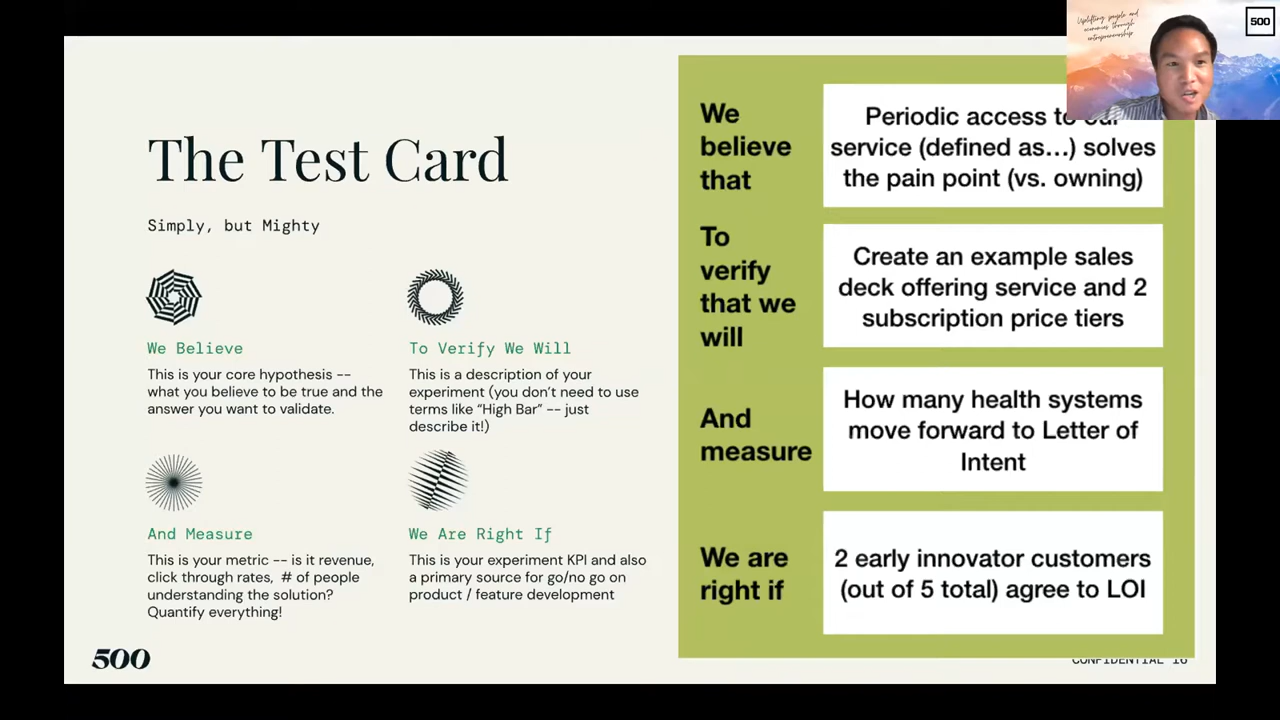 The Test Card
Simply, but Mighty
We Believe
This is your core hypothesis --
what you believe to be true and the
answer you want to validate.
To Verify We Will
This is a description of your
experiment (you don't need to use
terms like “High Bar” -- just
describe it!)
And Measure
This is your metric -- is it revenue,
click through rates,  # of people
understanding the solution?
Quantify everything!
We Are Right If
This is your experiment KPI and also
a primary source for go/no go on
product / feature development
We
believe
that
Periodic access to our
service (defined as...) solves
the pain point (vs. owning)
To
verify
that we
will
Create an example sales
deck offering service and 2
subscription price tiers
And
measure
How many health systems
move forward to Letter of
Intent
We are
right if
2 early innovator customers
(out of 5 total) agree to LOI
500
CONFIDENTIAL 16
Uplifting people and
economies through
entrepreneurship
500